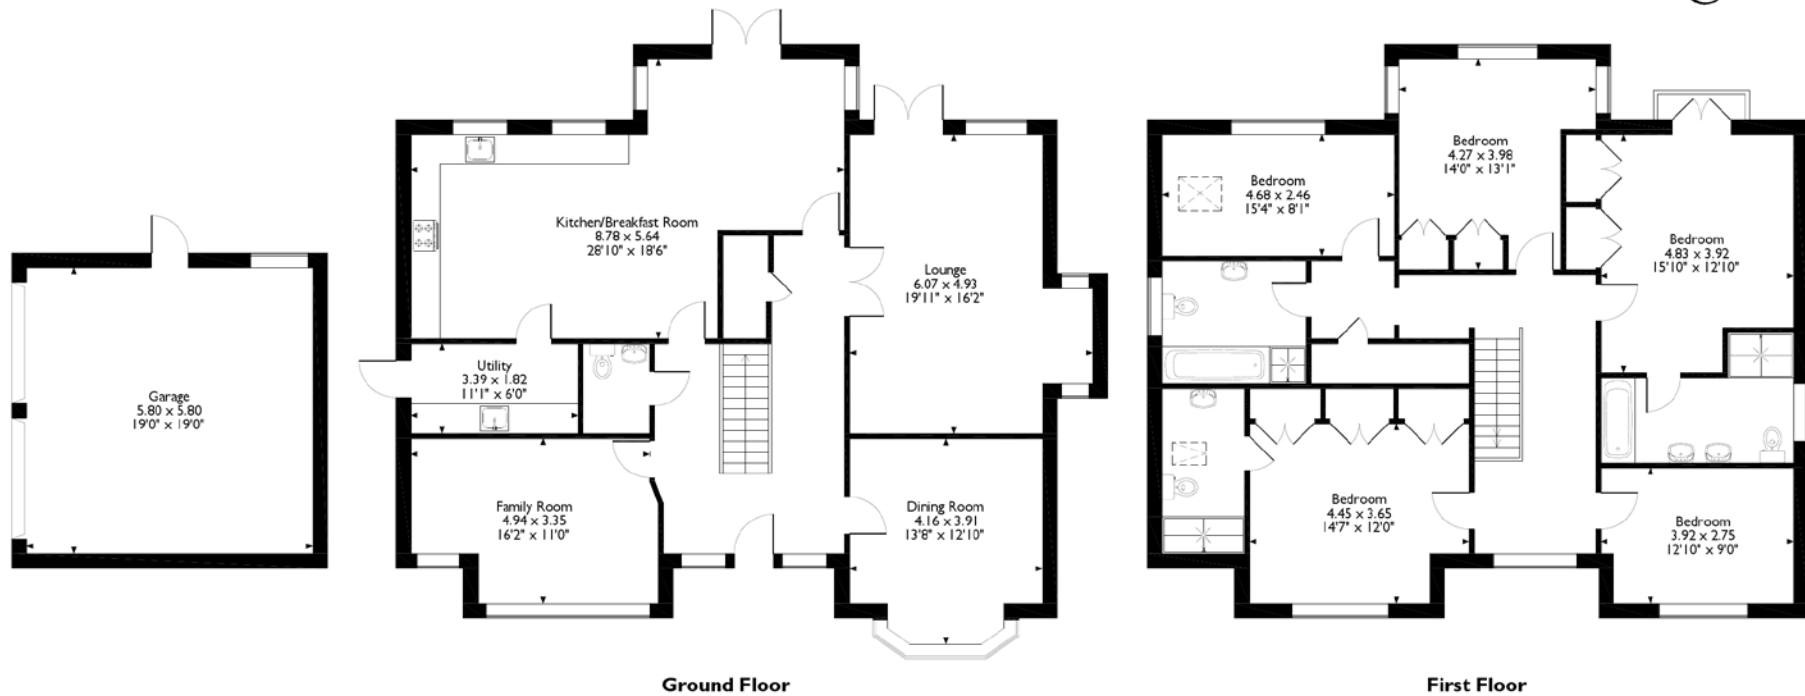 Garage
5.80 x 5.80
19'0" x 19'0"
Kitchen/Breakfast Room
8.78 x 5.64
28'10" x 18'6"
Lounge
6.07 x 4.93
19'11" x 16'2"
Utility
3.39 x 1.82
11'1" x 6'0"
Family Room
4.94 x 3.35
16'2" x 11'0"
Dining Room
4.16 x 3.91
13'8" x 12'10"
Ground Floor
Bedroom
4.27 x 3.98
14'0" x 13'1"
Bedroom
4.68 x 2.46
15'4" x 8'1"
Bedroom
4.83 x 3.92
15'10" x 12'10"
Bedroom
4.45 x 3.65
14'7" x 12'0"
Bedroom
3.92 x 2.75
12'10" x 9'0"
First Floor